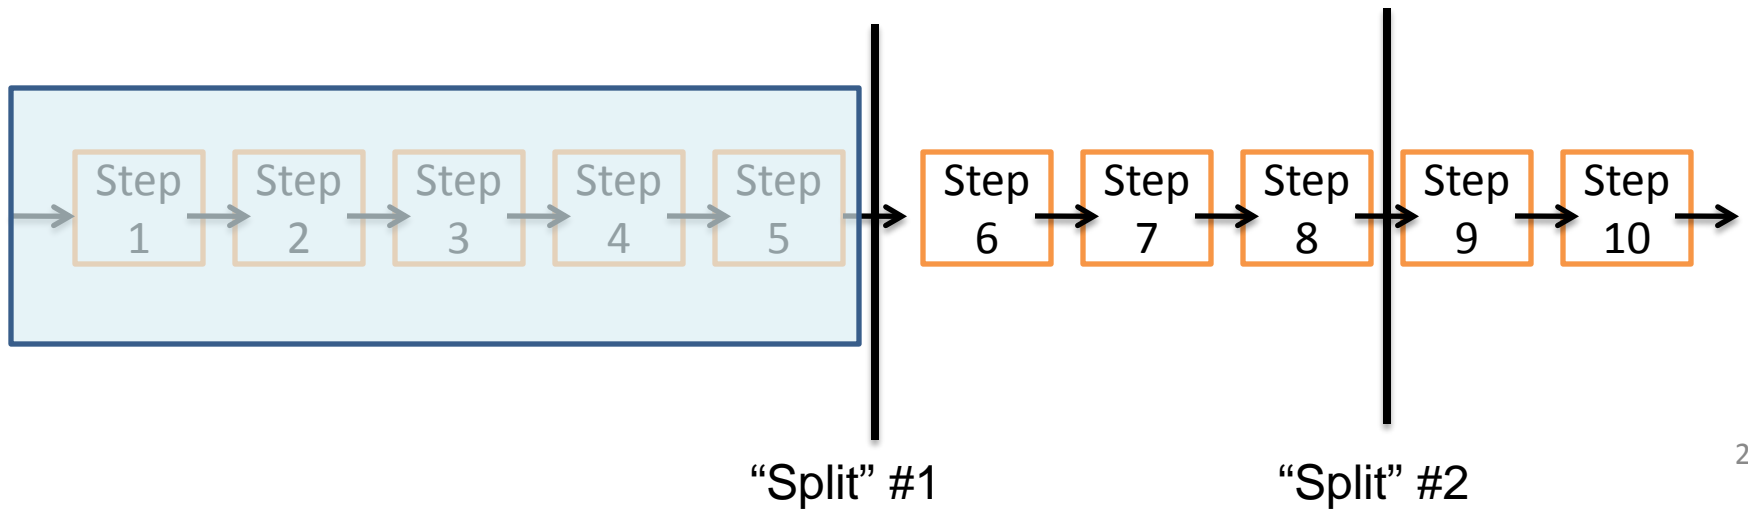 Step
1
Step
2
Step
3
Step
4
Step
5
Step
6
Step
7
Step
8
Step
9
Step
10
“Split” #1
“Split” #2
2